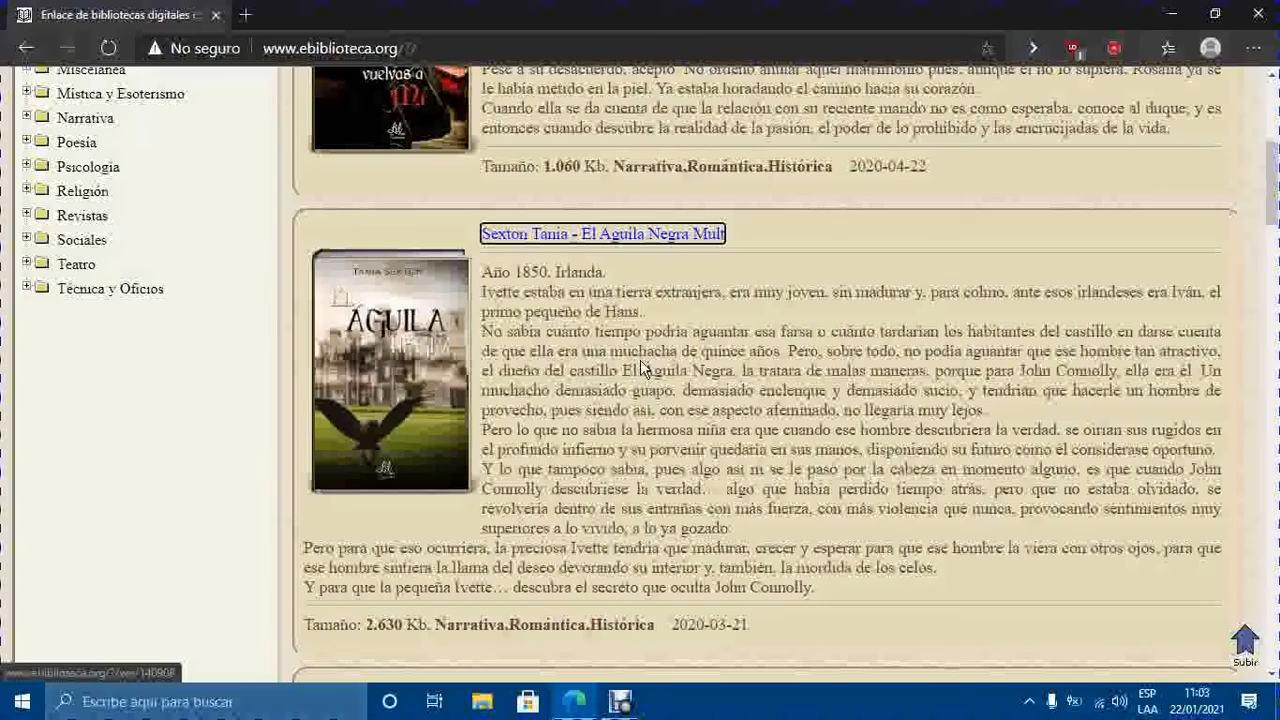 Enlace de bibliotecas digitales
No seguro
www.ebiblioteca.org/
Miscelánea
Mística y Esoterismo
Narrativa
Poesía
Psicología
Religión
Revistas
Sociales
Teatro
Técnica y Oficios
vuelvas a
Mi
Pese a su desacuerdo, aceptó. No ordenó anular aquel matrimonio pues, aunque él no lo supiera, Rosalia ya se
le había metido en la piel. Ya estaba horadando el camino hacia su corazón.
Cuando ella se da cuenta de que la relación con su reciente marido no es como esperaba, conoce al duque, y es
entonces cuando descubre la realidad de la pasión, el poder de lo prohibido y las encrucijadas de la vida.
Tamaño: 1.060 Kb. Narrativa,Romántica,Histórica 2020-04-22
Sexton Tania - El Aguila Negra Mult
TANIA SEXTON
El
ÁGUILA
Año 1850. Irlanda.
Ivette estaba en una tierra extranjera, era muy joven, sin madurar y, para colmo, ante esos irlandeses era Iván, el
primo pequeño de Hans.
No sabía cuánto tiempo podría aguantar esa farsa o cuánto tardarían los habitantes del castillo en darse cuenta
de que ella era una muchacha de quince años. Pero, sobre todo, no podía aguantar que ese hombre tan atractivo,
el dueño del castillo El Águila Negra, la tratara de malas maneras, porque para John Connolly, ella era él. Un
muchacho demasiado guapo, demasiado enclenque y demasiado sucio, y tendrían que hacerle un hombre de
provecho, pues siendo así, con ese aspecto afeminado, no llegaría muy lejos.
Pero lo que no sabía la hermosa niña era que cuando ese hombre descubriera la verdad, se oirían sus rugidos en
el profundo infierno y su porvenir quedaría en sus manos, disponiendo su futuro como él considerase oportuno.
Y lo que tampoco sabía, pues algo así ni se le pasó por la cabeza en momento alguno, es que cuando John
Connolly descubriese la verdad… algo que había perdido tiempo atrás, pero que no estaba olvidado, se
revolvería dentro de sus entrañas con más fuerza, con más violencia que nunca, provocando sentimientos muy
superiores a lo vivido, a lo ya gozado.
Pero para que eso ocurriera, la preciosa Ivette tendría que madurar, crecer y esperar para que ese hombre la viera con otros ojos, para que
ese hombre sintiera la llama del deseo devorando su interior y, también, la mordida de los celos.
Y para que la pequeña Ivette… descubra el secreto que oculta John Connolly.
Tamaño: 2.630 Kb. Narrativa,Romántica,Histórica 2020-03-21
Subir
Escribe aquí para buscar
ESP
LAA
11:03
22/01/2021